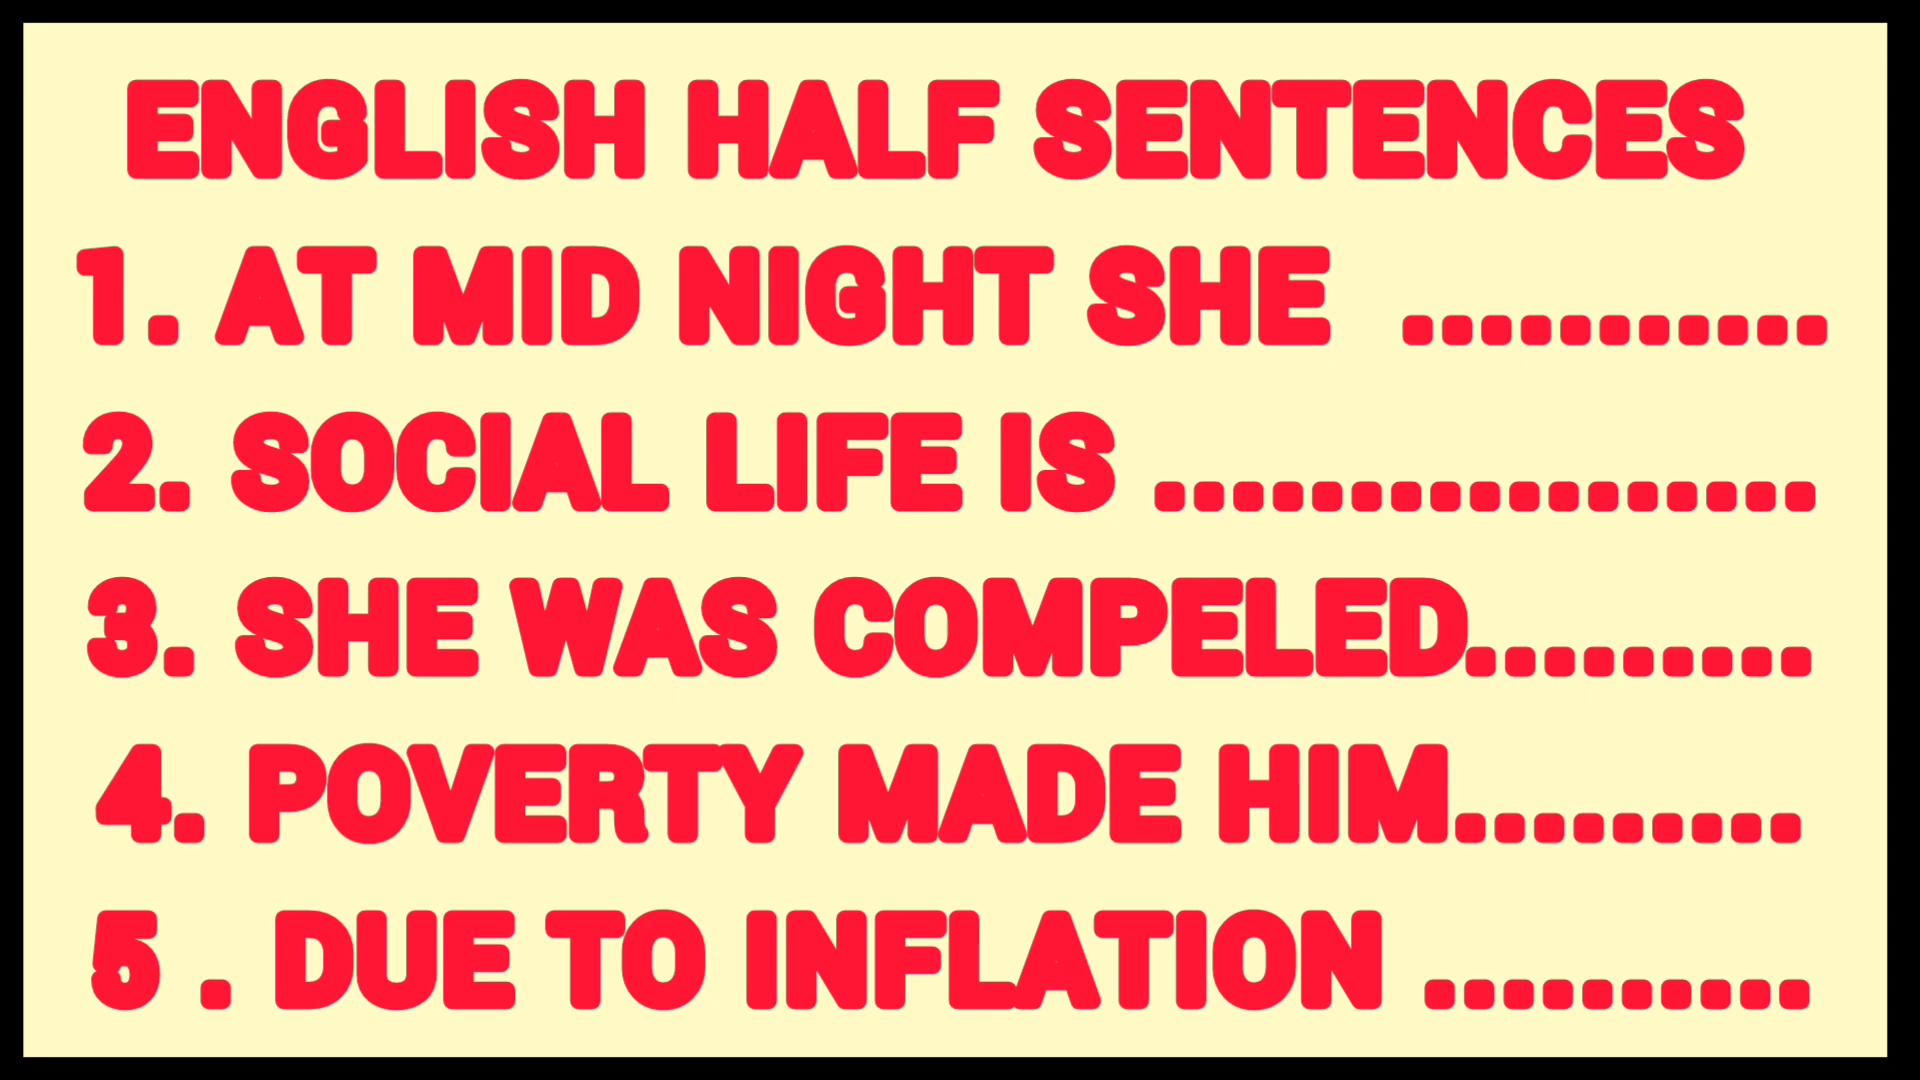 ENGLISH HALF SENTENCES
1. AT MID NIGHT SHE ...........
2. SOCIAL LIFE IS .................
3. SHE WAS COMPELED.........
4. POVERTY MADE HIM.........
5 . DUE TO INFLATION ..........